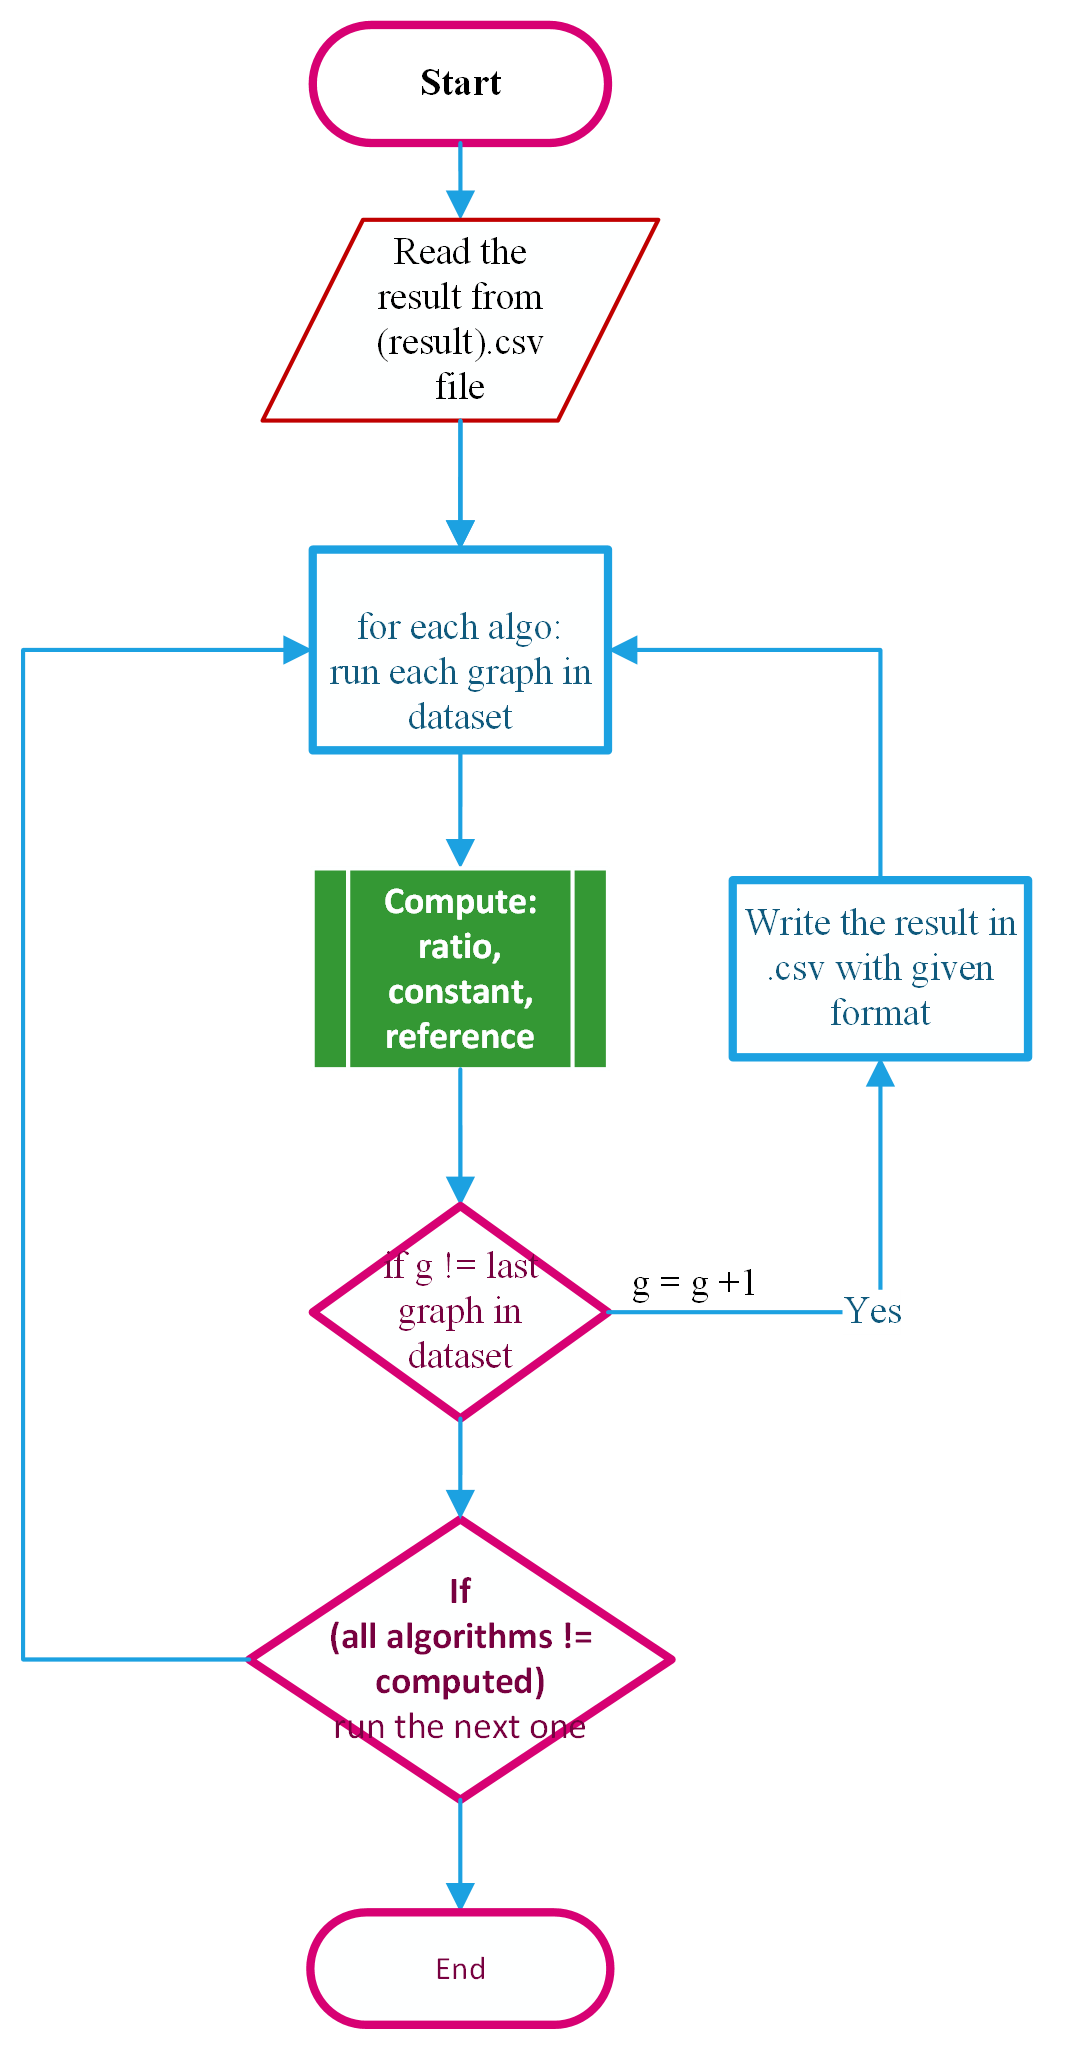 Start
Read the
result from
(result).csv
file
for each algo:
run each graph in
dataset
Compute:
ratio,
constant,
reference
Write the result in
.csv with given
format
if g != last
graph in
dataset
g = g +1
Yes
If
(all algorithms !=
computed)
run the next one
End